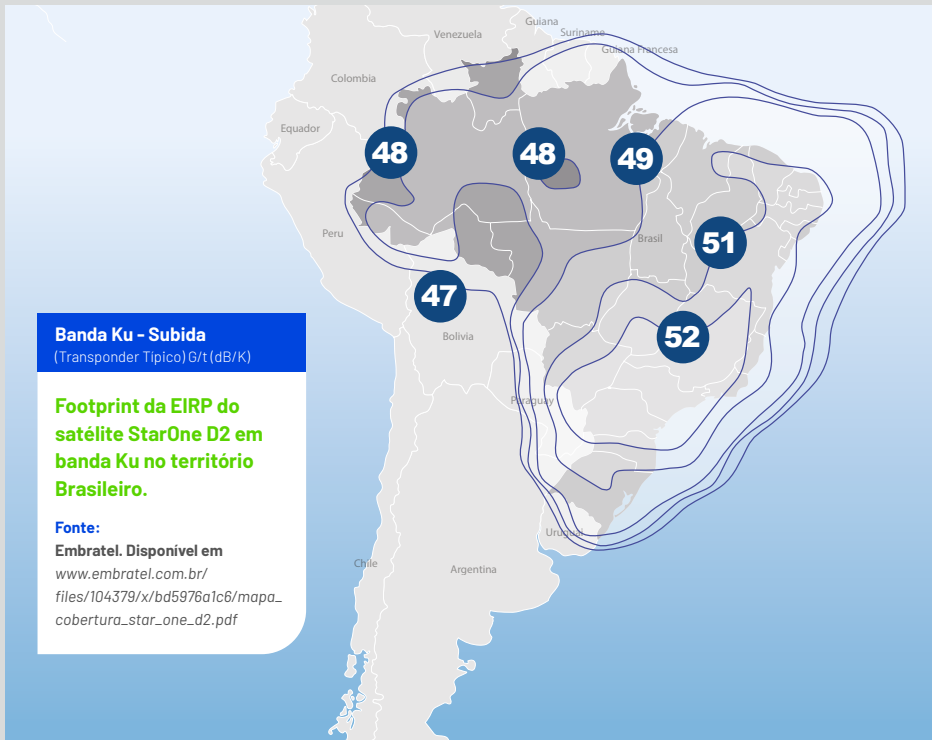 Guiana
Venezuela
Suriname
Guiana Francesa
Colombia
Equador
48
48
49
Peru
Brasil
51
47
Bolivia
52
Banda Ku - Subida
(Transponder Típico) G/t (dB/K)
Paraguay
Footprint da EIRP do
satélite StarOne D2 em
banda Ku no território
Brasileiro.
Fonte:
Embratel. Disponível em
www.embratel.com.br/
files/104379/x/bd5976a1c6/mapa_
cobertura_star_one_d2.pdf
Uruguai
Chile
Argentina